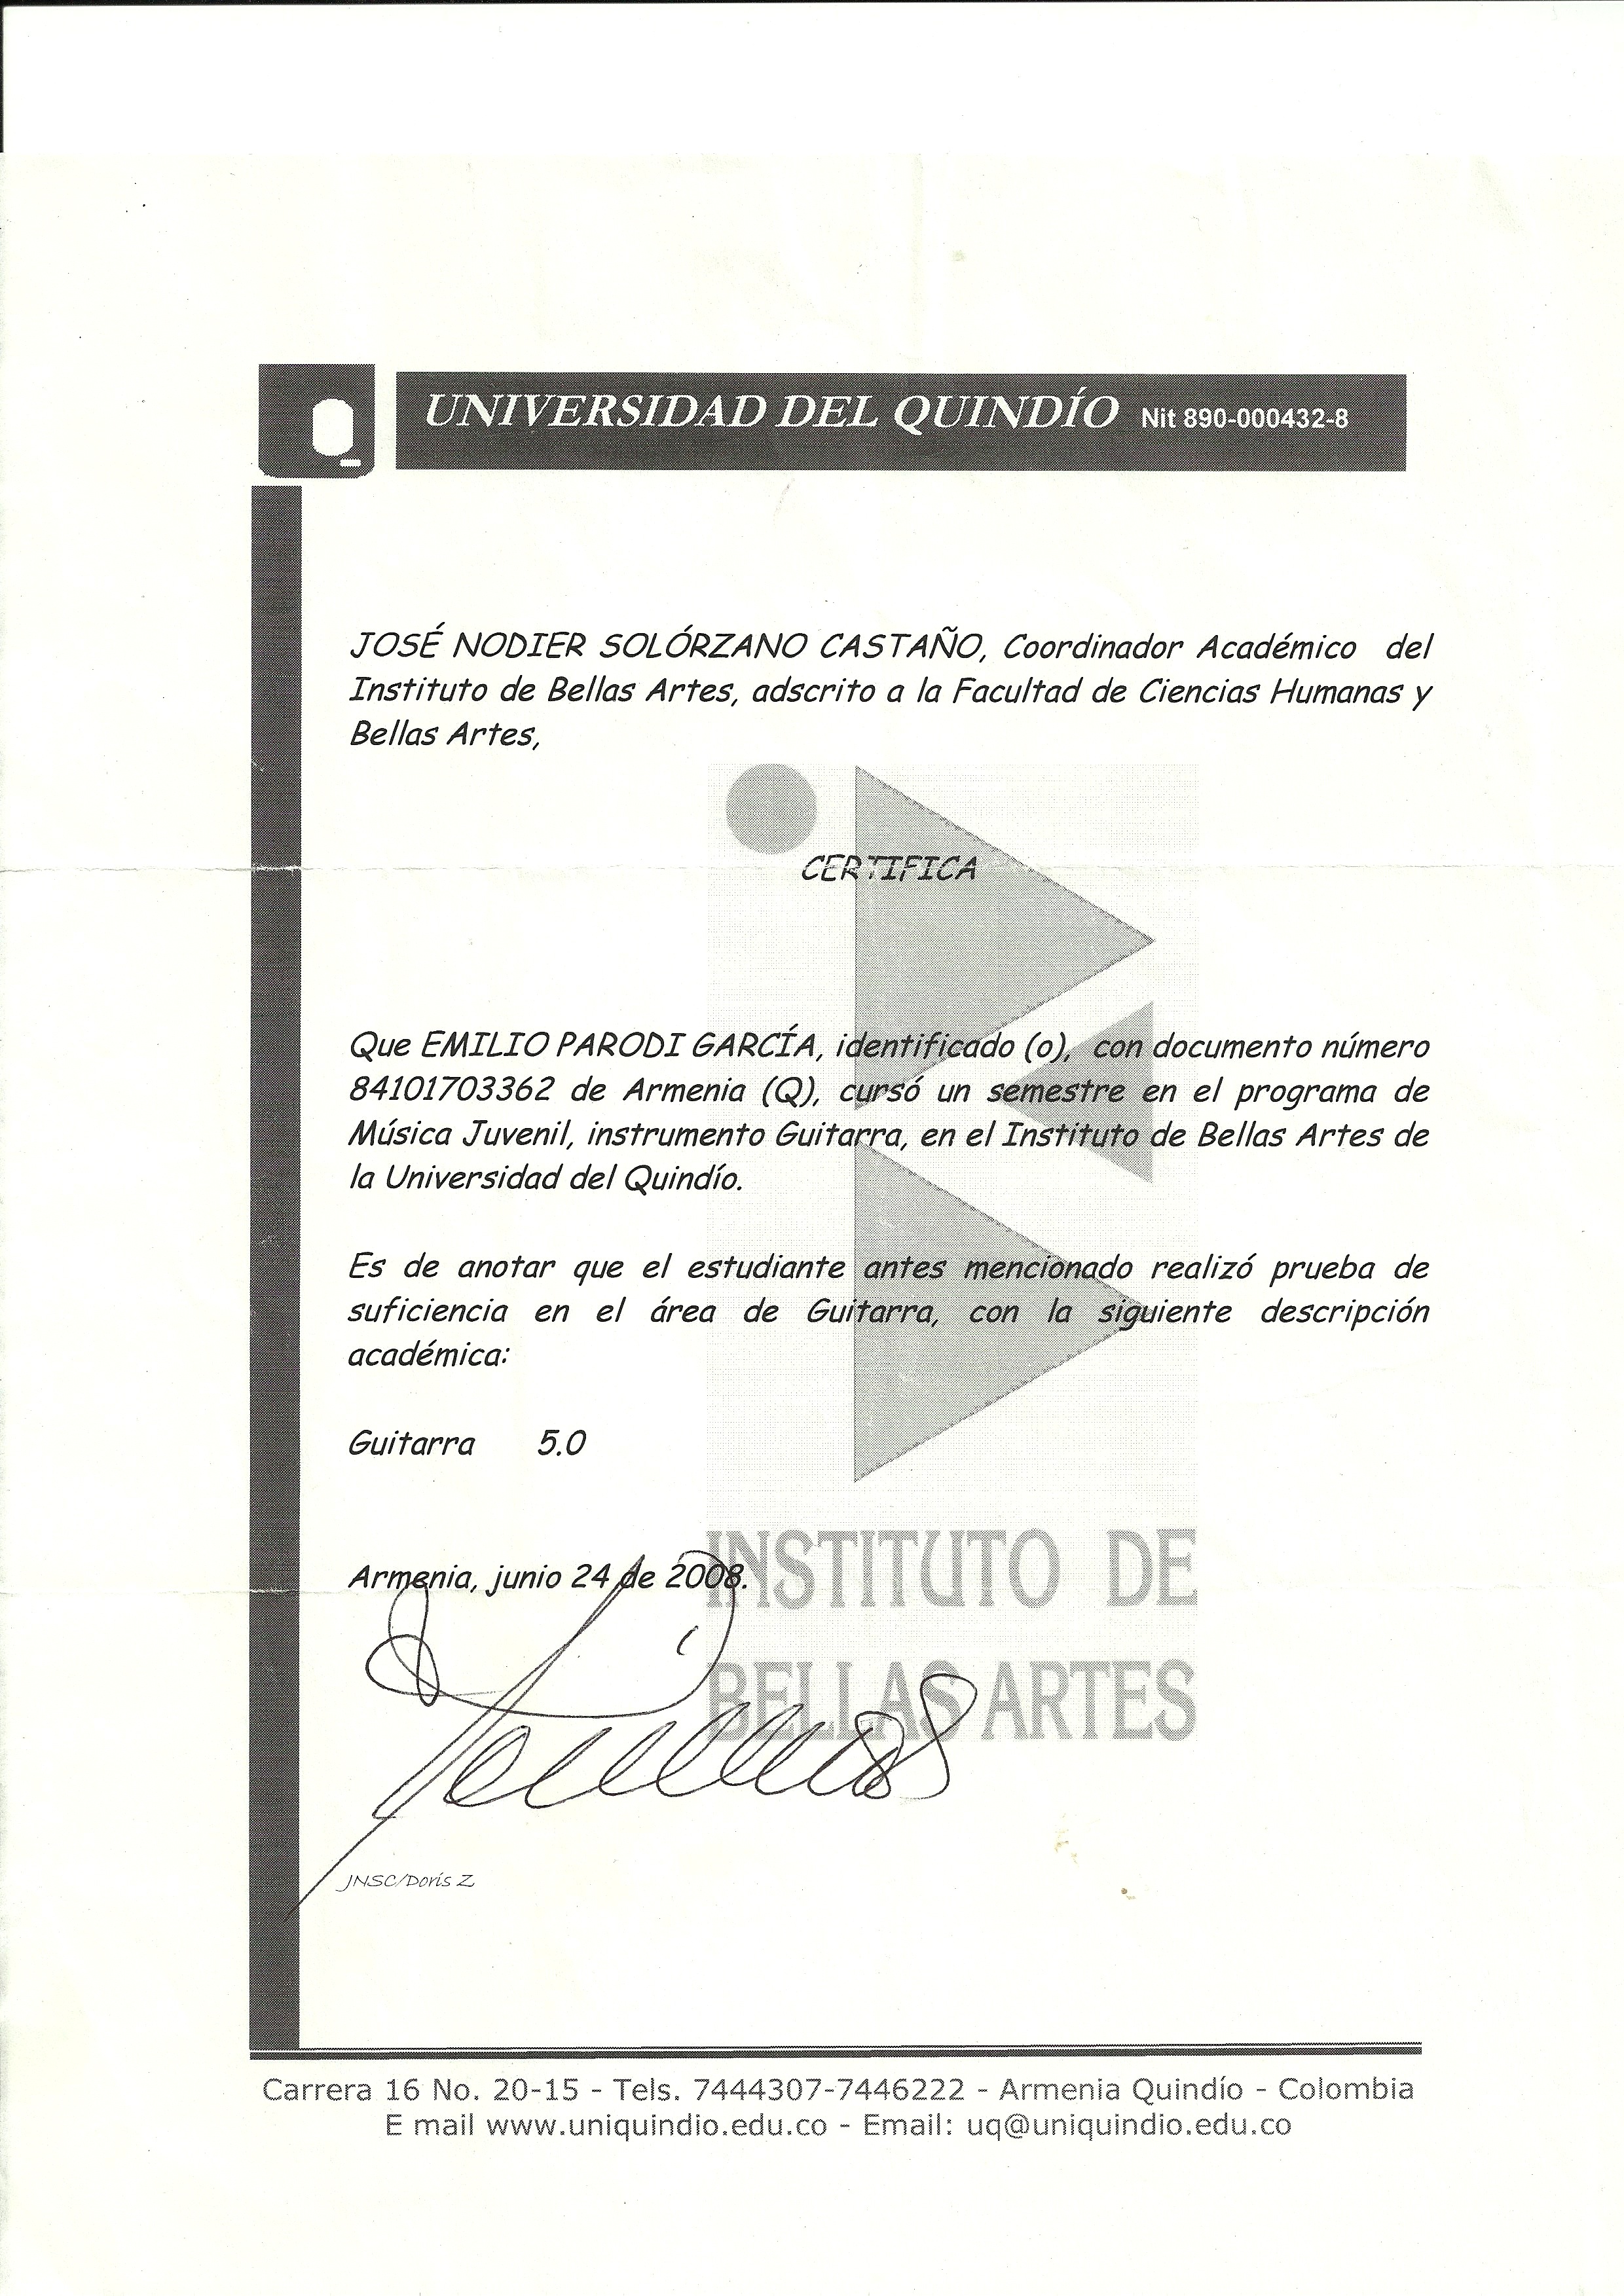 UNIVERSIDAD DEL QUINDÍO Nit 890-000432-8
JOSÉ NODIER SOLÓRZANO CASTAÑO, Coordinador Académico del
Instituto de Bellas Artes, adscrito a la Facultad de Ciencias Humanas y
Bellas Artes,
CERTIFICA
Que EMILIO PARODI GARCÍA, identificado (o), con documento número
84101703362 de Armenia (Q), cursó un semestre en el programa de
Música Juvenil, instrumento Guitarra, en el Instituto de Bellas Artes de
la Universidad del Quindío.
Es de anotar que el estudiante antes mencionado realizó prueba de
suficiencia en el área de Guitarra, con la siguiente descripción
académica:
Guitarra 5.0
Armenia, junio 24 de 2008.
INSTITUTO DE
BELLAS ARTES
JNSC/Doris Z
Carrera 16 No. 20-15 - Tels. 7444307-7446222 - Armenia Quindío - Colombia
E mail www.uniquindio.edu.co - Email: uq@uniquindio.edu.co